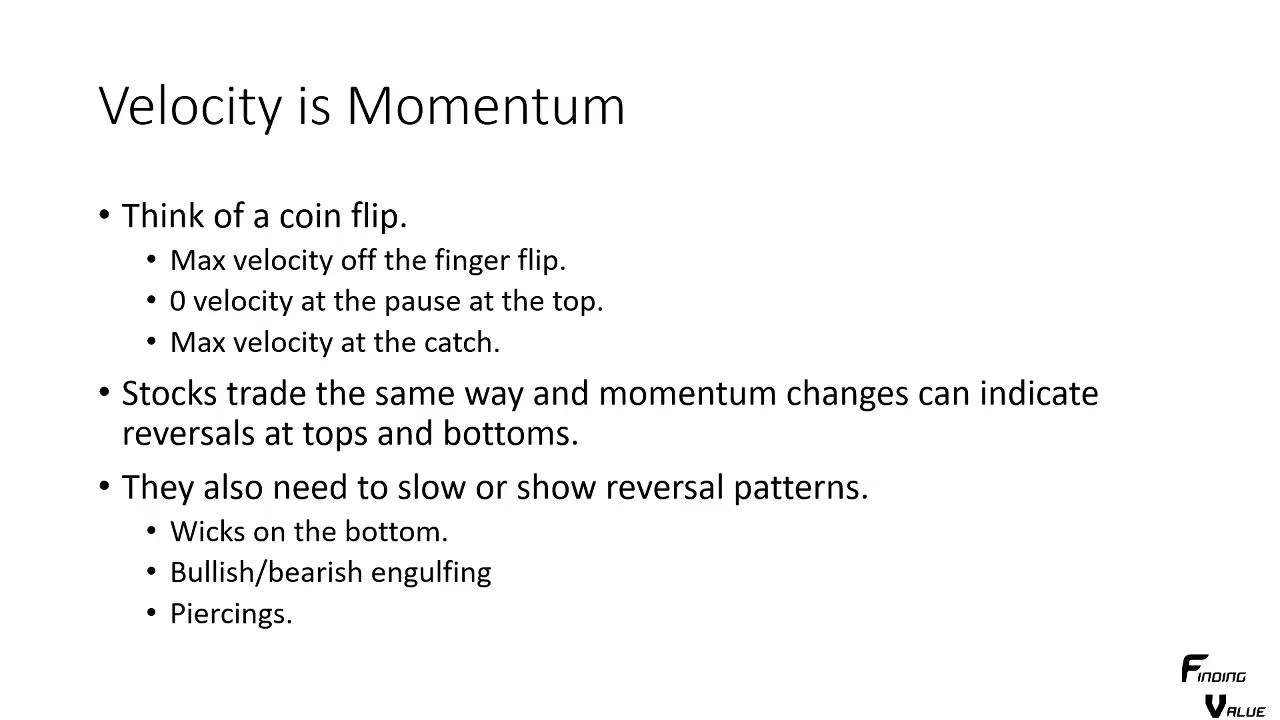 Velocity is Momentum
• Think of a coin flip.
• Max velocity off the finger flip.
• 0 velocity at the pause at the top.
• Max velocity at the catch.
• Stocks trade the same way and momentum changes can indicate
reversals at tops and bottoms.
• They also need to slow or show reversal patterns.
• Wicks on the bottom.
• Bullish/bearish engulfing
• Piercings.
Finding
Value